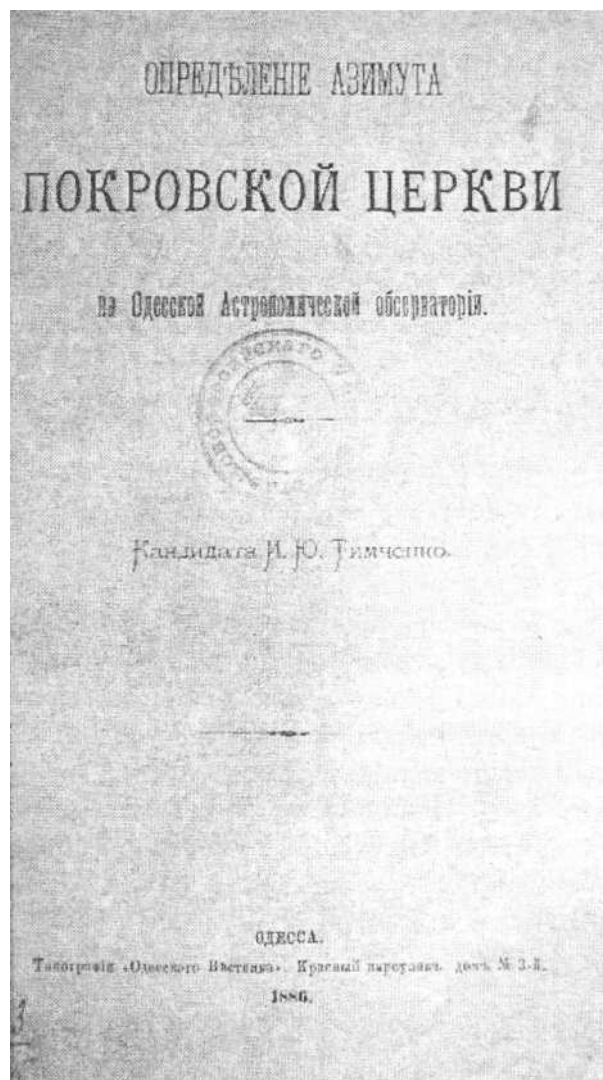 ОПРЕДѢЛЕНІЕ АЗИМУТА
ПОКРОВСКОЙ ЦЕРКВИ
на Одесской Астрономической обсерваторіи.
Кандидата И. Ю. Тимченко.
ОДЕССА.
Типографія «Одесскаго Вѣстника». Красный переулокъ, домъ № 3-й.
1886.
3